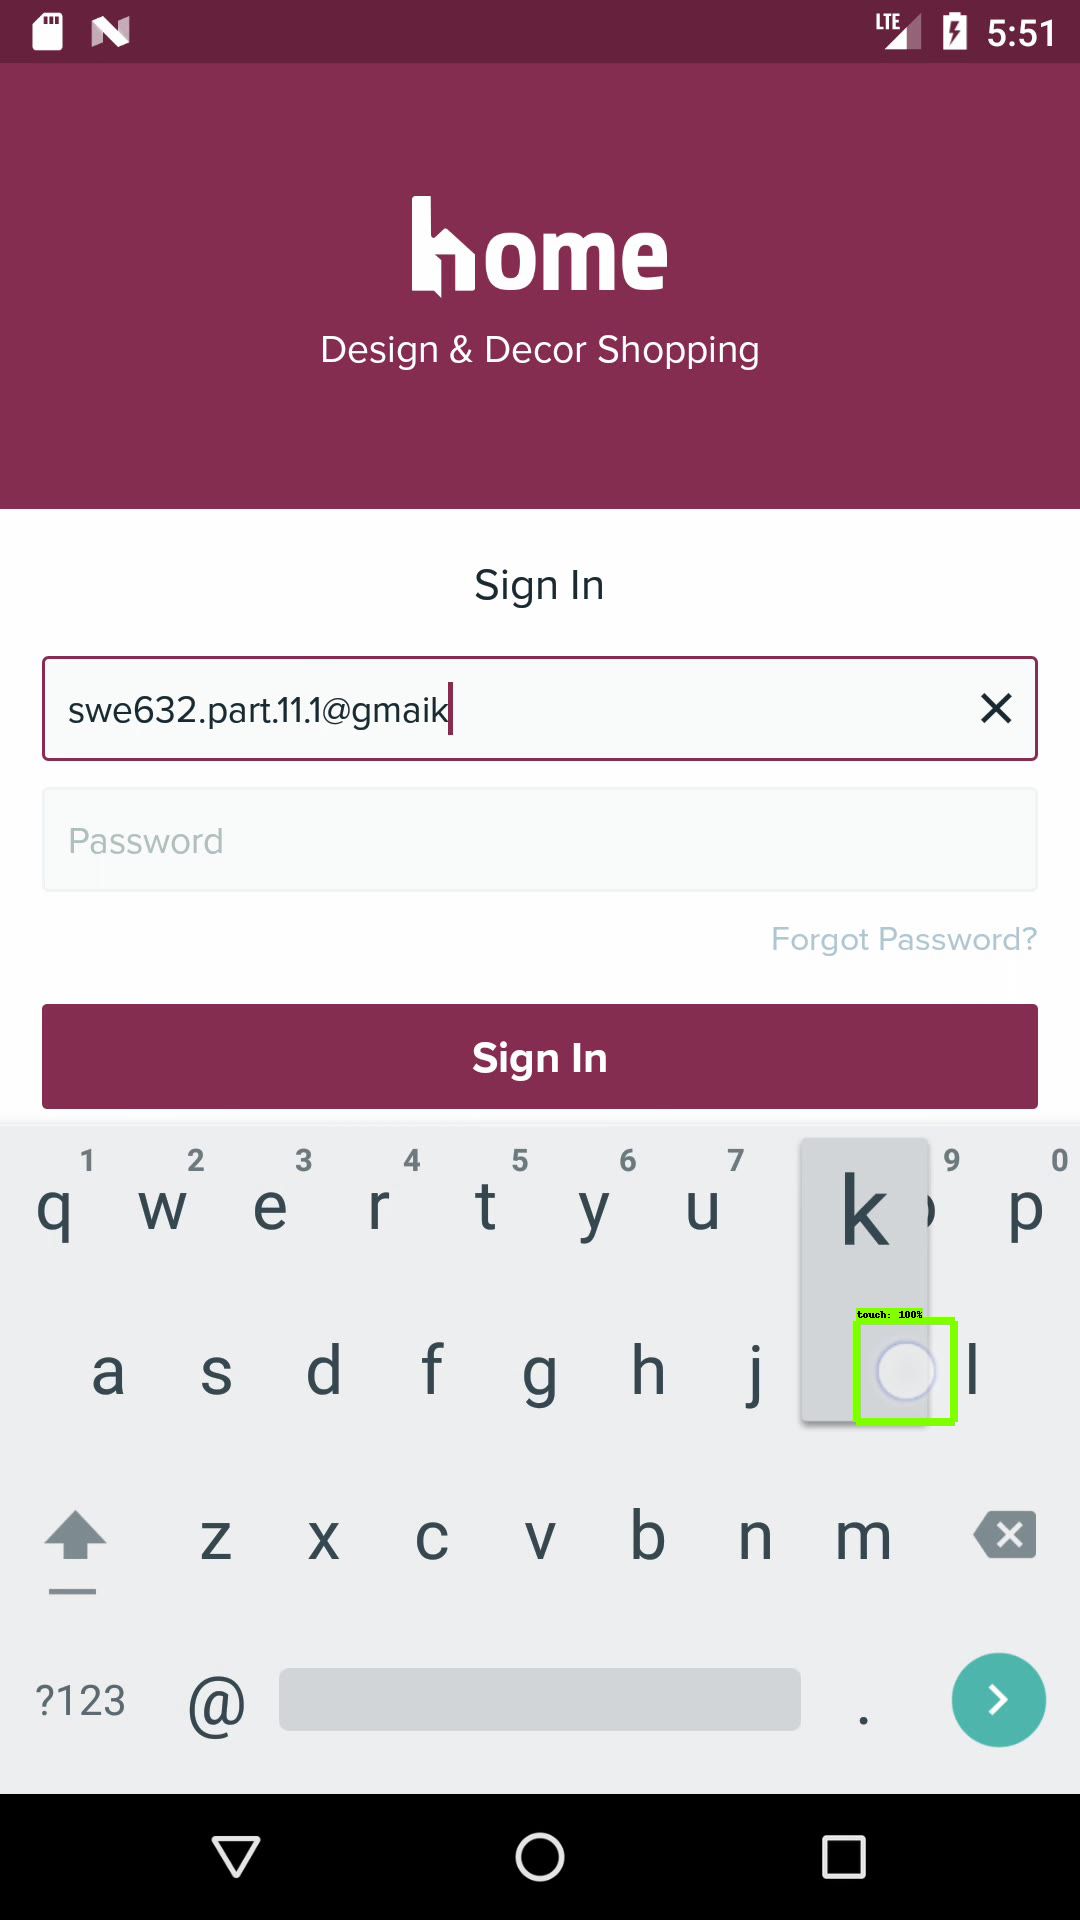 LTE 5:51
home
Design & Decor Shopping
Sign In
swe632.part.11.1@gmaik
Password
Forgot Password?
Sign In
1 2 3 4 5 6 7 9 0
q w e r t y u k p
touch: 100%
a s d f g h j l
z x c v b n m
?123 @ .